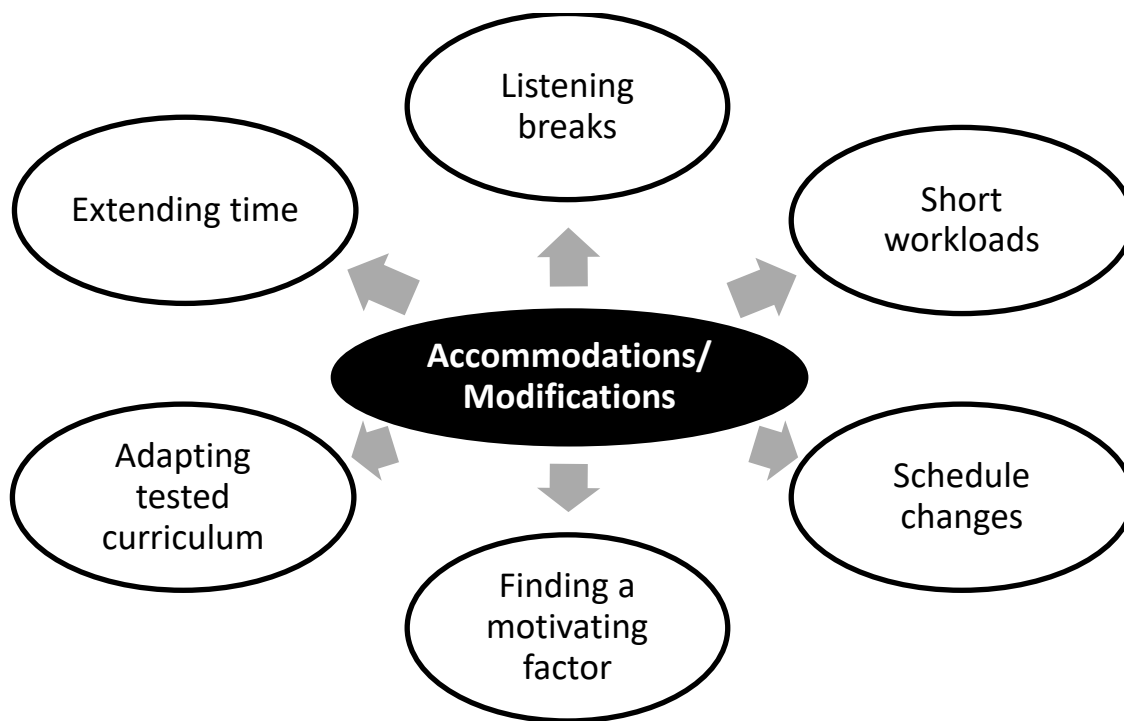 Listening
breaks
Extending time
Short
workloads
Accommodations/
Modifications
Adapting
tested
curriculum
Schedule
changes
Finding a
motivating
factor